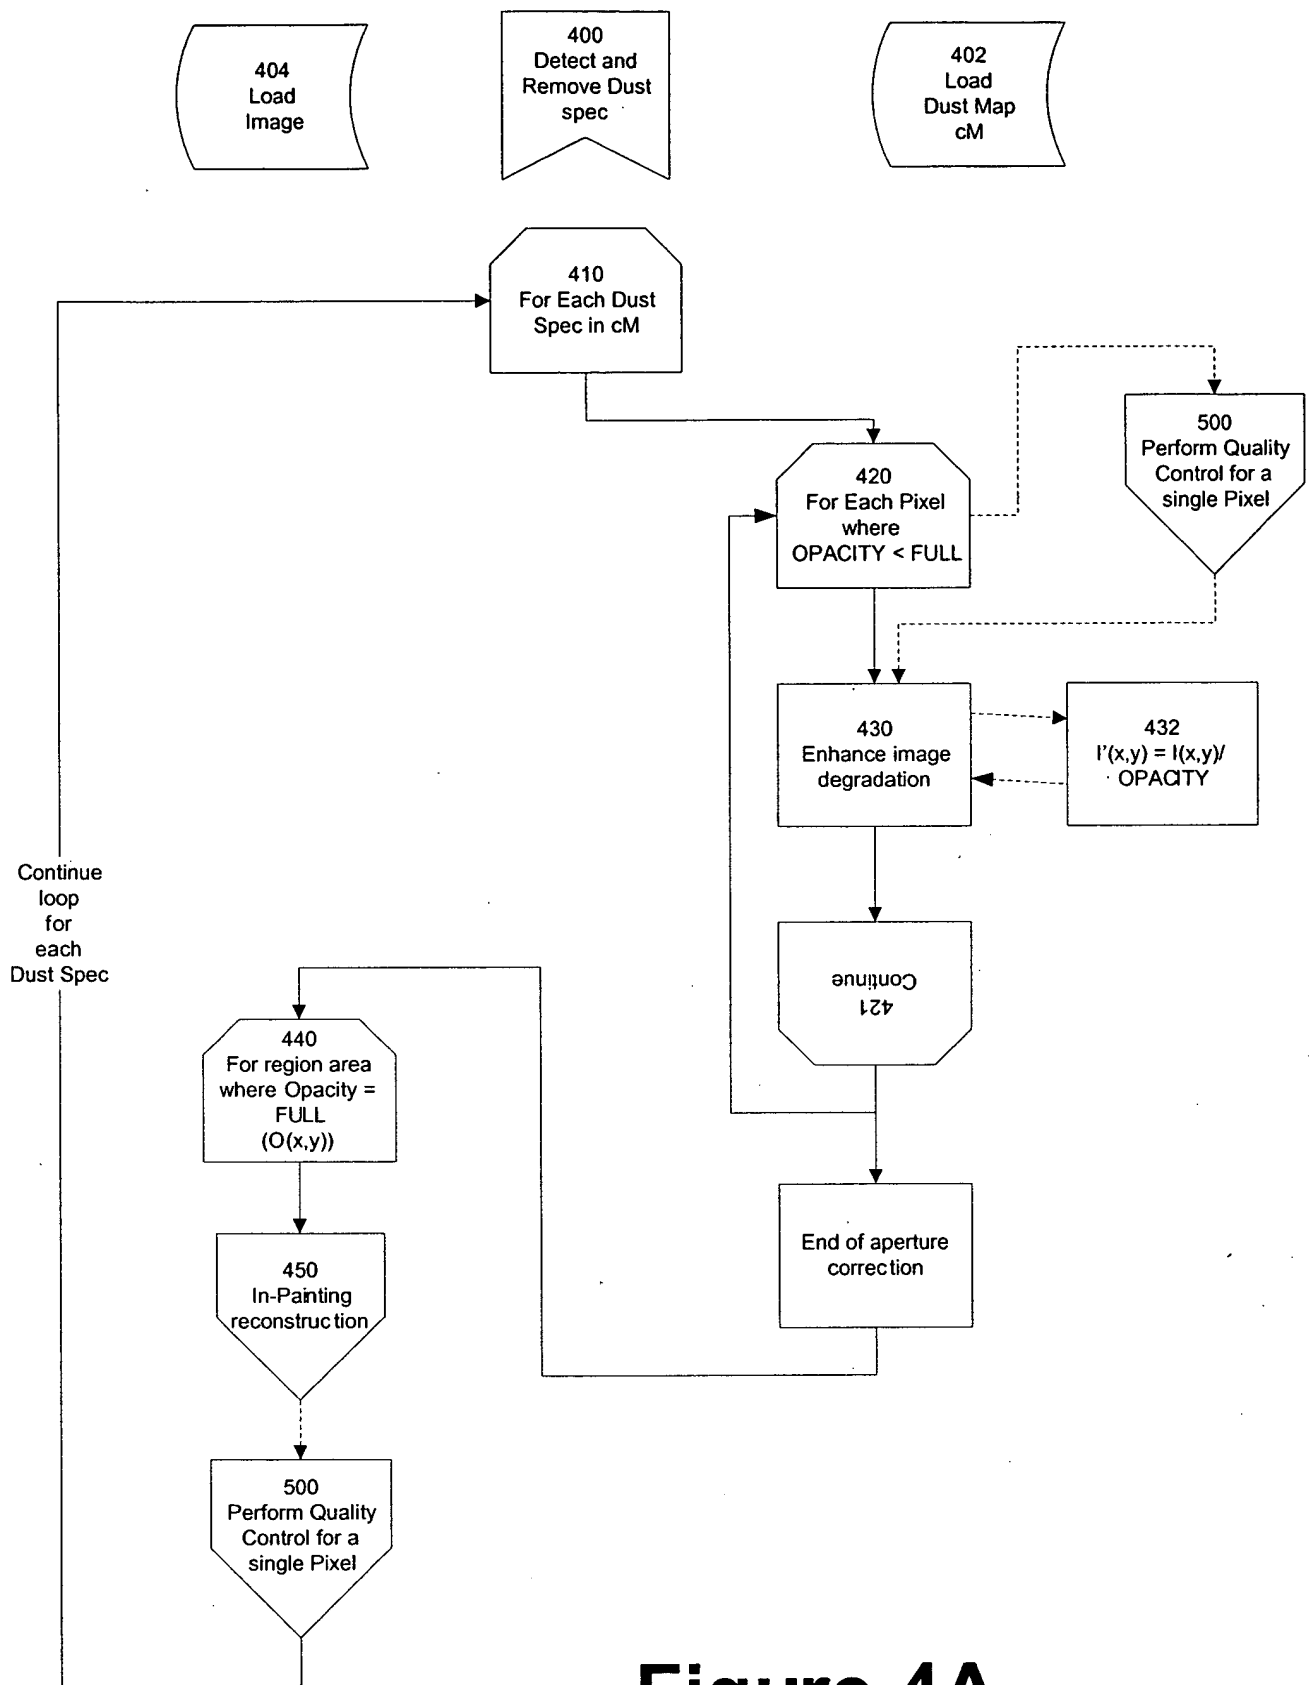 404
Load
Image
400
Detect and
Remove Dust
spec
402
Load
Dust Map
cM
410
For Each Dust
Spec in cM
420
For Each Pixel
where
OPACITY < FULL
500
Perform Quality
Control for a
single Pixel
430
Enhance image
degradation
432
I'(x,y) = I(x,y)/
OPACITY
Continue
loop
for
each
Dust Spec
421
Continue
440
For region area
where Opacity =
FULL
(O(x,y))
End of aperture
correction
450
In-Painting
reconstruction
500
Perform Quality
Control for a
single Pixel
Figure 4A